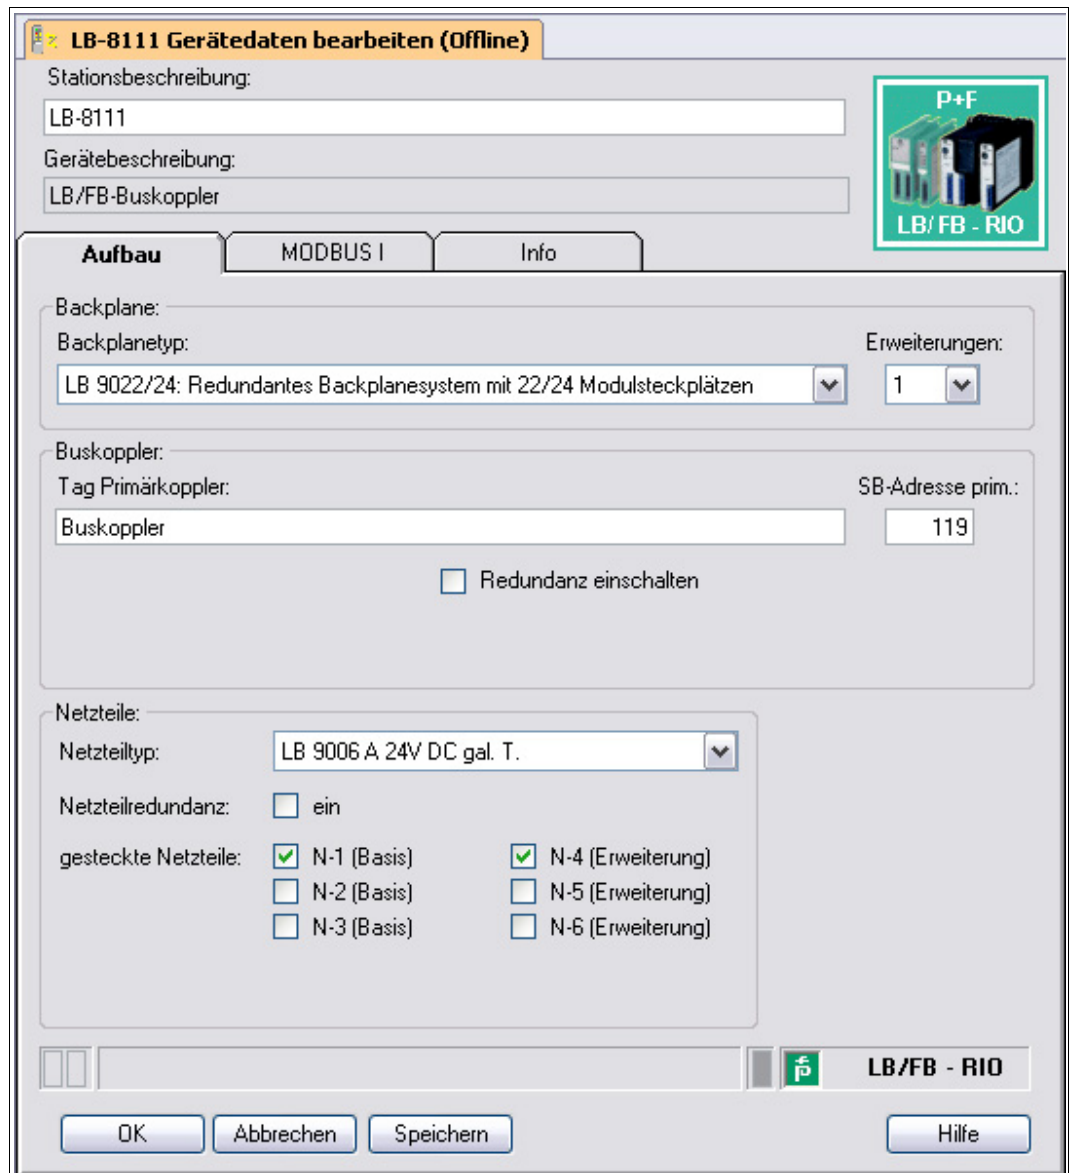 LB-8111 Gerätedaten bearbeiten (Offline)
Stationsbeschreibung:
LB-8111
P+F
LB/FB - RIO
Gerätebeschreibung:
LB/FB-Buskoppler
Aufbau MODBUS I Info
Backplane:
Backplanetyp: Erweiterungen:
LB 9022/24: Redundantes Backplanesystem mit 22/24 Modulsteckplätzen 1
Buskoppler:
Tag Primärkoppler: SB-Adresse prim.:
Buskoppler 119
Redundanz einschalten
Netzteile:
Netzteiltyp: LB 9006 A 24V DC gal. T.
Netzteilredundanz: ein
gesteckte Netzteile: N-1 (Basis) N-4 (Erweiterung)
N-2 (Basis) N-5 (Erweiterung)
N-3 (Basis) N-6 (Erweiterung)
LB/FB - RIO
OK Abbrechen Speichern Hilfe